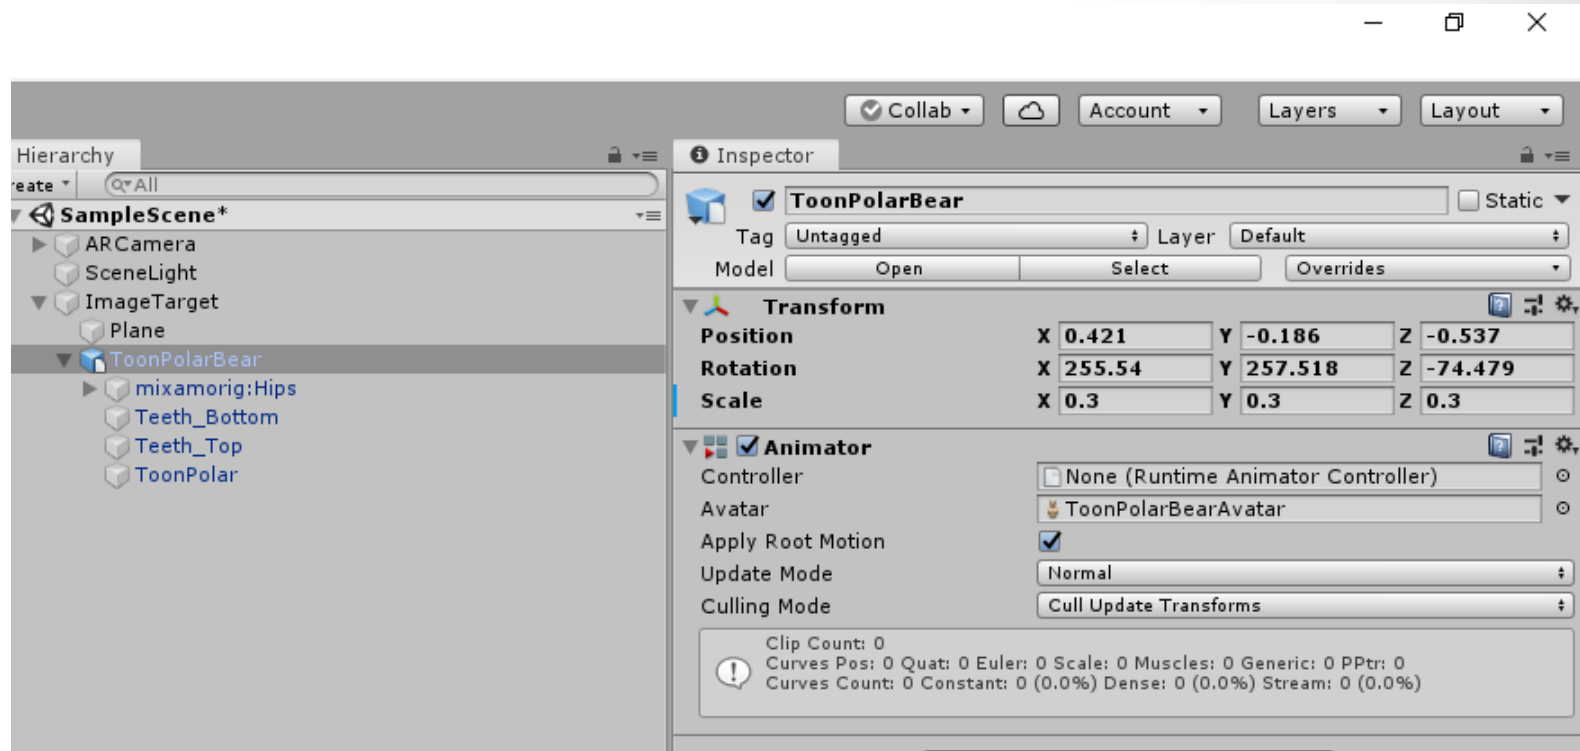 Collab
Account
Layers
Layout
Hierarchy
reate
All
SampleScene*
ARCamera
SceneLight
ImageTarget
Plane
ToonPolarBear
mixamorig:Hips
Teeth_Bottom
Teeth_Top
ToonPolar
Inspector
ToonPolarBear
Static
Tag Untagged Layer Default
Model Open Select Overrides
Transform
Position X 0.421 Y -0.186 Z -0.537
Rotation X 255.54 Y 257.518 Z -74.479
Scale X 0.3 Y 0.3 Z 0.3
Animator
Controller None (Runtime Animator Controller)
Avatar ToonPolarBearAvatar
Apply Root Motion
Update Mode Normal
Culling Mode Cull Update Transforms
Clip Count: 0
Curves Pos: 0 Quat: 0 Euler: 0 Scale: 0 Muscles: 0 Generic: 0 PPtr: 0
Curves Count: 0 Constant: 0 (0.0%) Dense: 0 (0.0%) Stream: 0 (0.0%)